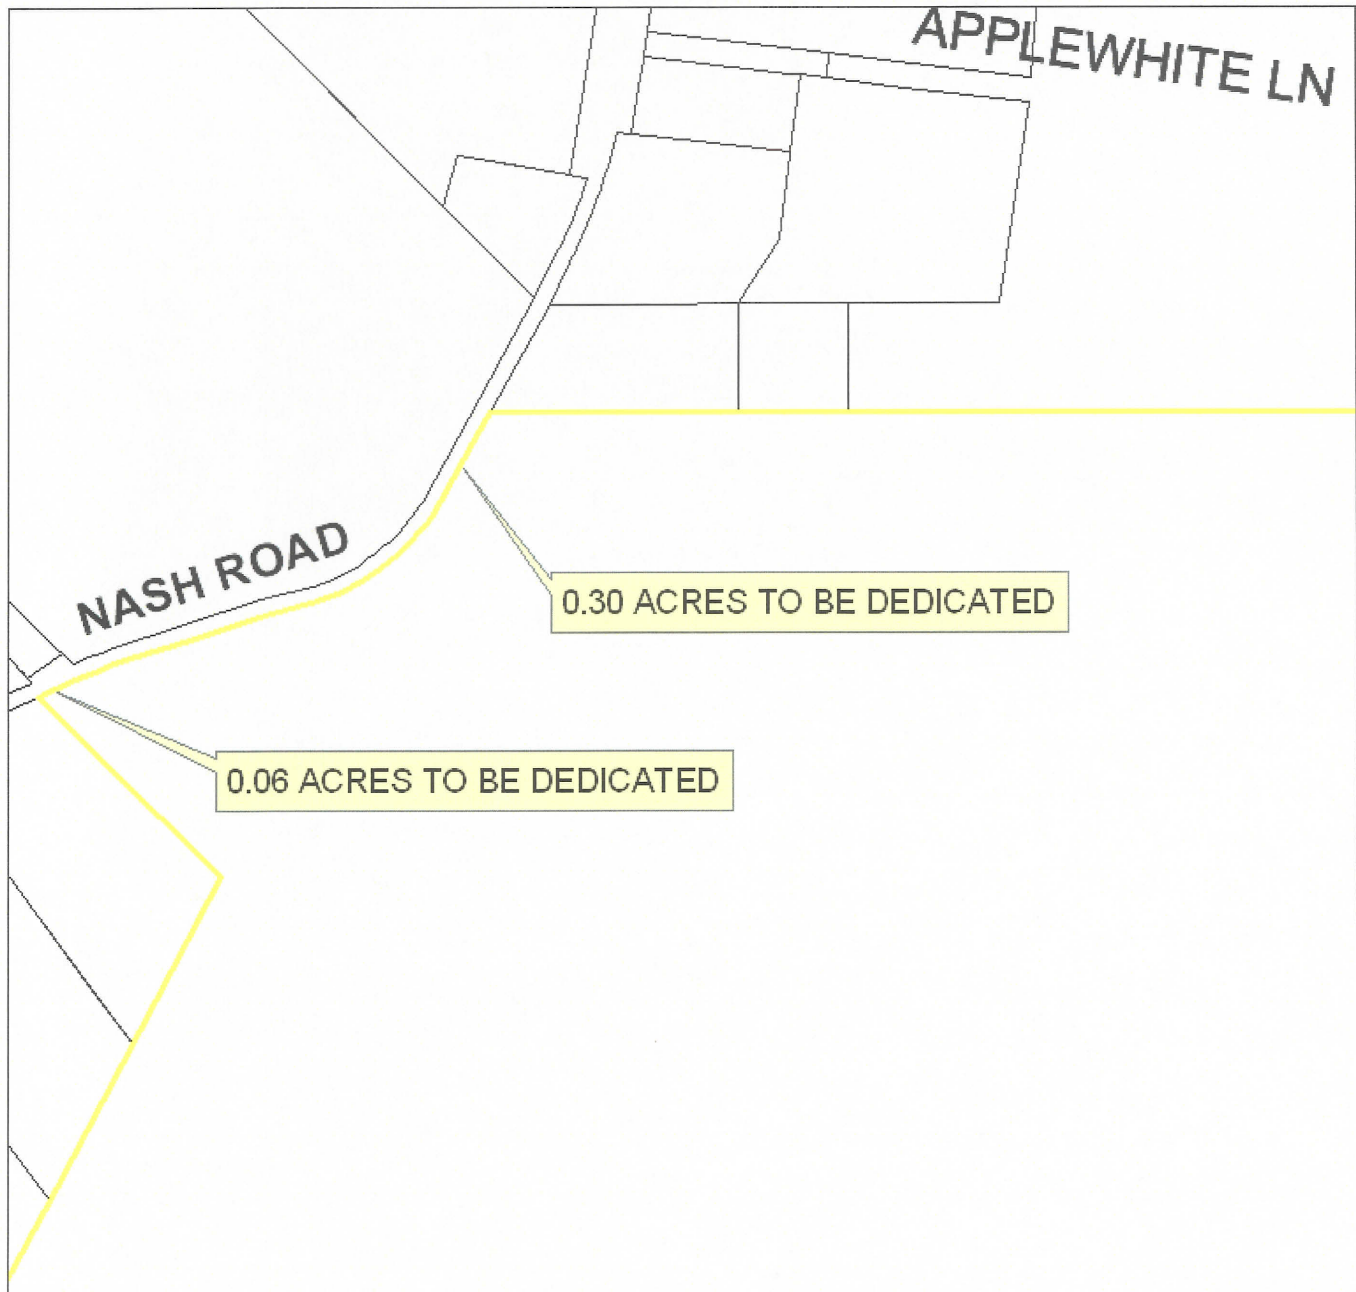 APPLEWHITE LN
NASH ROAD
0.30 ACRES TO BE DEDICATED
0.06 ACRES TO BE DEDICATED